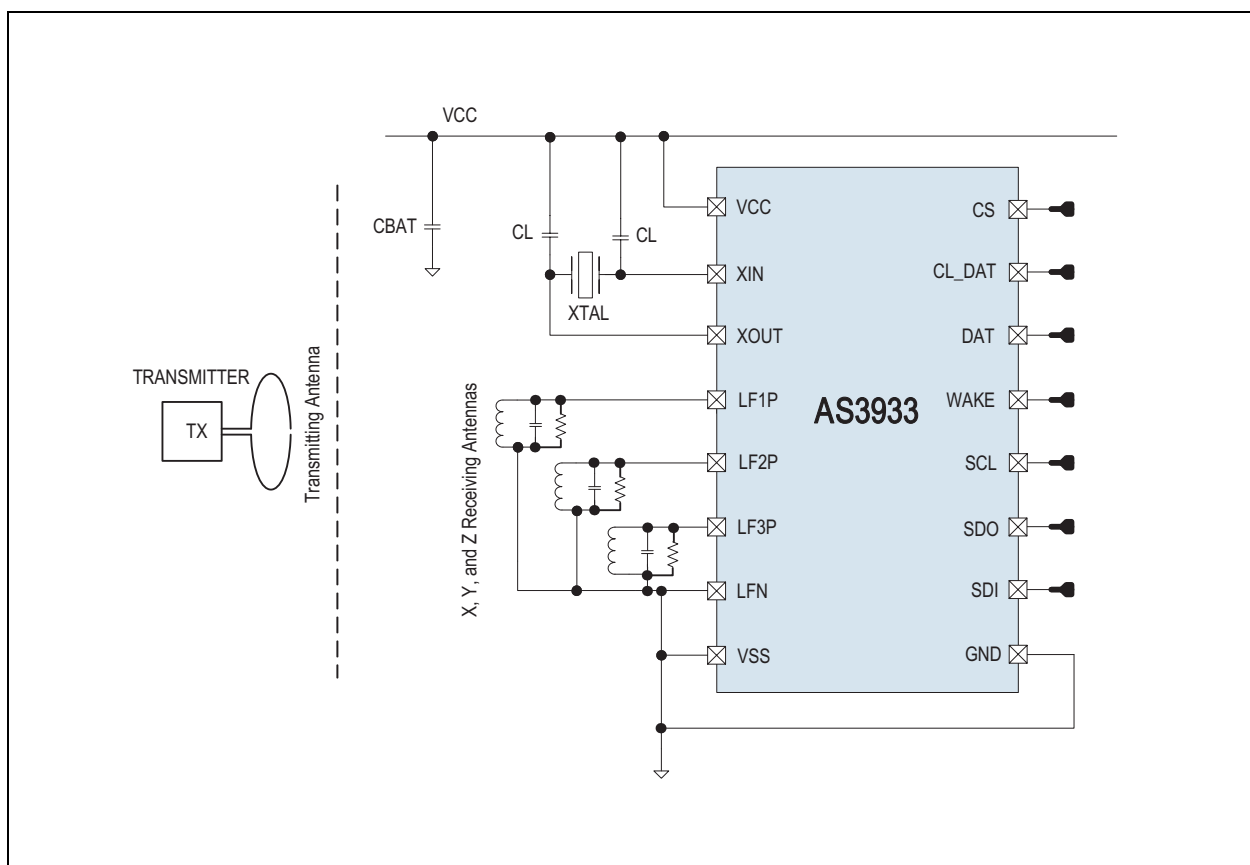 VCC
CBAT
CL
CL
XTAL
TRANSMITTER
TX
Transmitting Antenna
X, Y, and Z Receiving Antennas
VCC
XIN
XOUT
LF1P
LF2P
LF3P
LFN
VSS
AS3933
CS
CL_DAT
DAT
WAKE
SCL
SDO
SDI
GND